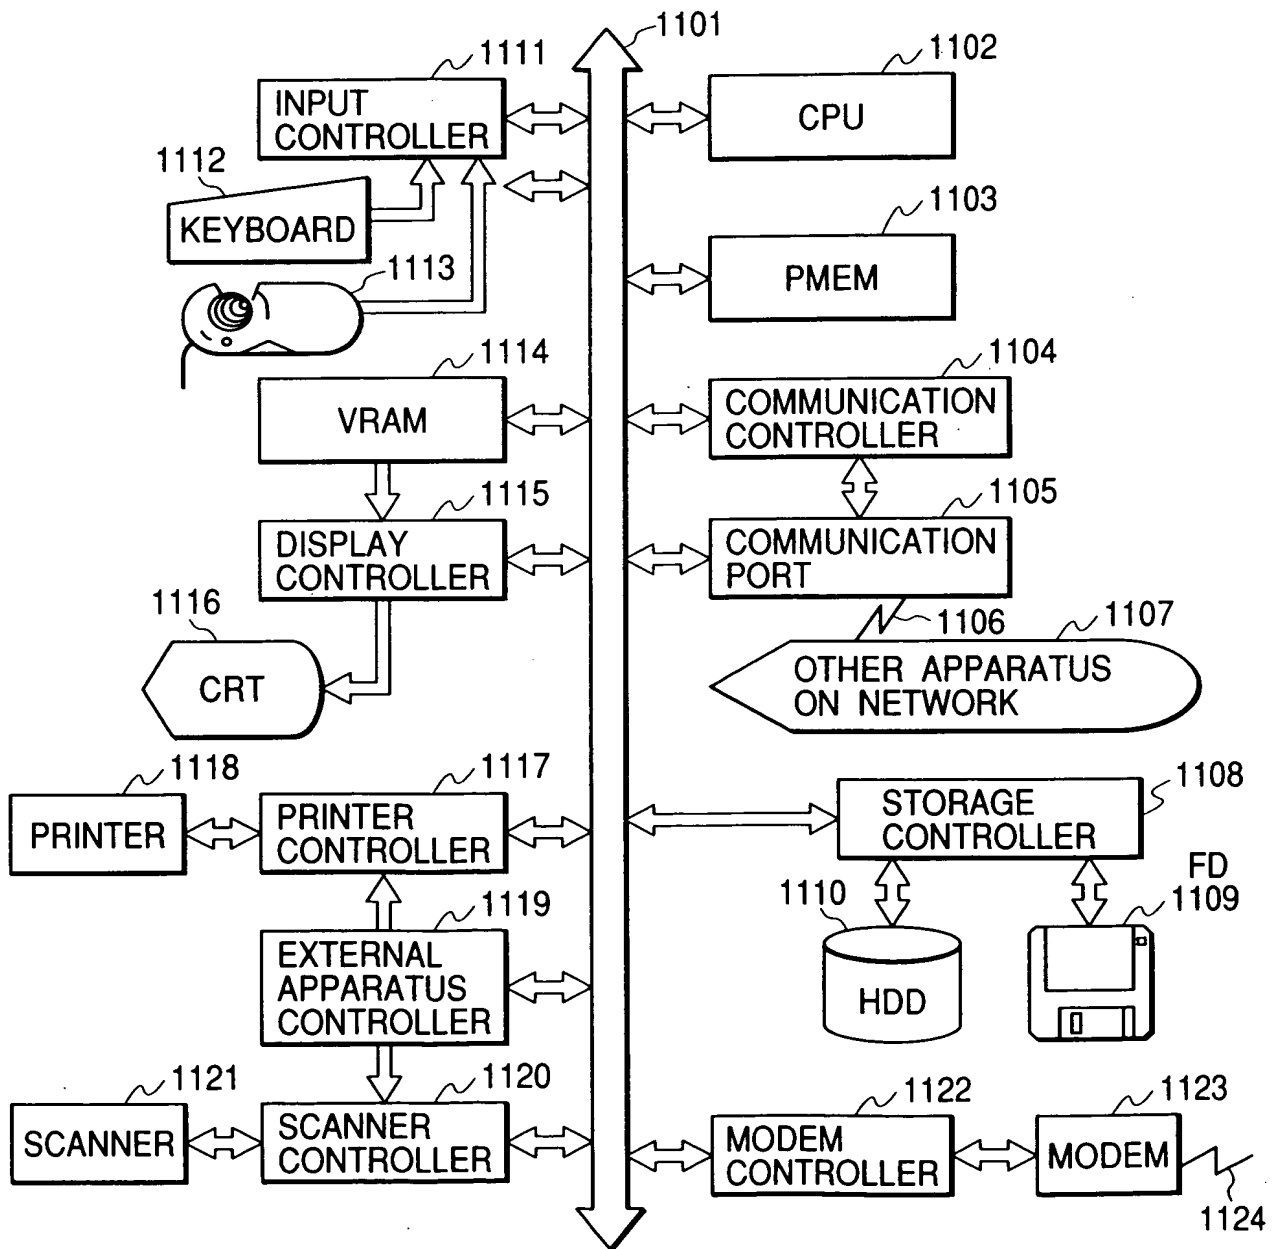 1101
1111
INPUT
CONTROLLER
1102
CPU
1112
KEYBOARD
1113
1103
PMEM
1114
VRAM
1104
COMMUNICATION
CONTROLLER
1115
DISPLAY
CONTROLLER
1105
COMMUNICATION
PORT
1116
CRT
1106
1107
OTHER APPARATUS
ON NETWORK
1118
PRINTER
1117
PRINTER
CONTROLLER
1108
STORAGE
CONTROLLER
1110
HDD
FD
1109
1119
EXTERNAL
APPARATUS
CONTROLLER
1121
SCANNER
1120
SCANNER
CONTROLLER
1122
MODEM
CONTROLLER
1123
MODEM
1124